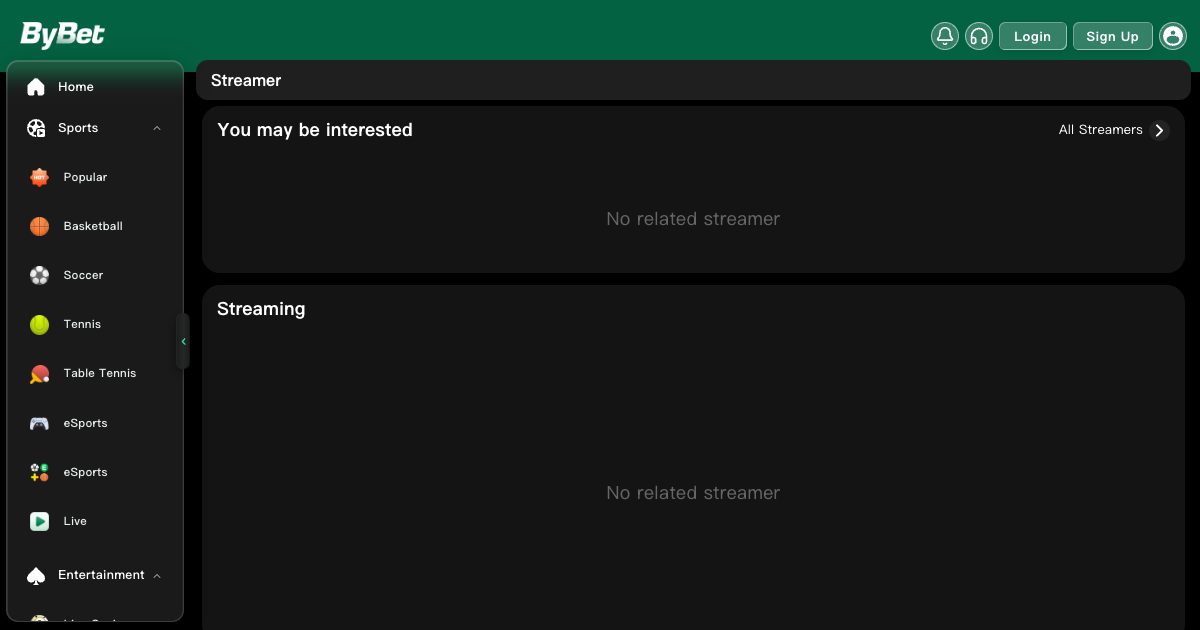 ByBet
Login
Sign Up
Home
Sports
HOT
Popular
Basketball
Soccer
Tennis
Table Tennis
eSports
eSports
Live
Entertainment
Streamer
You may be interested
All Streamers
No related streamer
Streaming
No related streamer